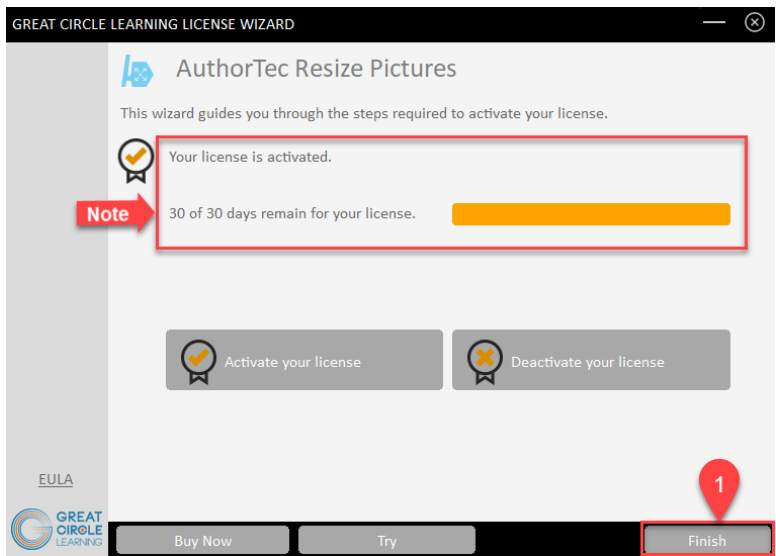 GREAT CIRCLE LEARNING LICENSE WIZARD
AuthorTec Resize Pictures
This wizard guides you through the steps required to activate your license.
Your license is activated.
Note
30 of 30 days remain for your license.
Activate your license
Deactivate your license
EULA
1
GREAT
CIRCLE
LEARNING
Buy Now
Try
Finish